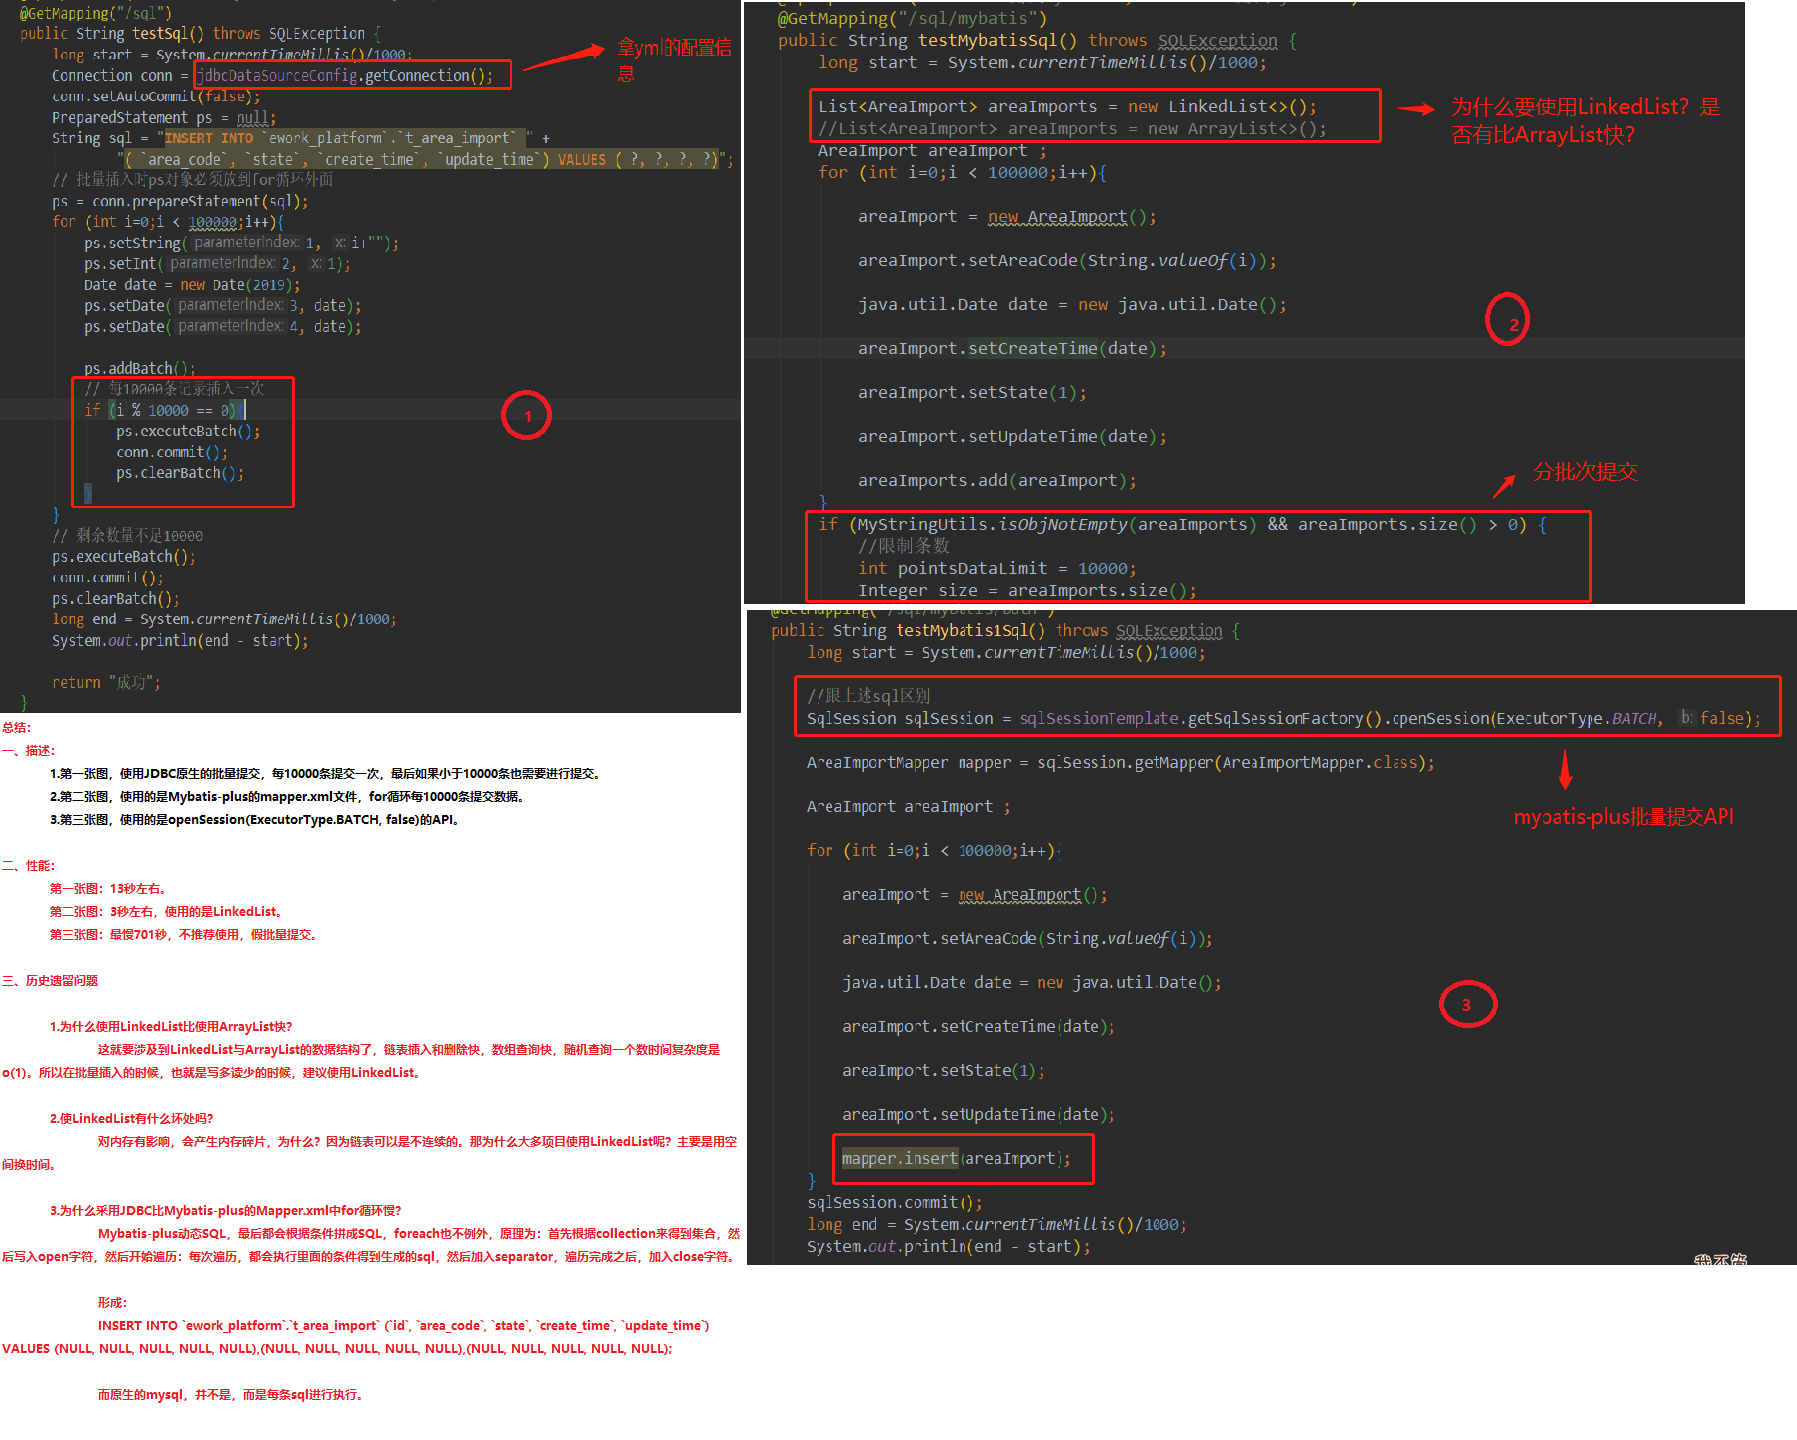 @GetMapping("/sql")
public String testSql() throws SQLException {
long start = System.currentTimeMillis()/1000;
Connection conn = jdbcDataSourceConfig.getConnection();
conn.setAutoCommit(false);
PreparedStatement ps = null;
String sql = "INSERT INTO `ework_platform`.`t_area_import` " +
"( `area_code`, `state`, `create_time`, `update_time`) VALUES ( ?, ?, ?, ?)";
// 批量插入时ps对象必须放到for循环外面
ps = conn.prepareStatement(sql);
for (int i=0;i < 100000;i++){
ps.setString( parameterIndex: 1, x: i+"");
ps.setInt( parameterIndex: 2, x: 1);
Date date = new Date(2019);
ps.setDate( parameterIndex: 3, date);
ps.setDate( parameterIndex: 4, date);
ps.addBatch();
// 每10000条记录插入一次
if (i % 10000 == 0){
ps.executeBatch();
conn.commit();
ps.clearBatch();
}
}
// 剩余数量不足10000
ps.executeBatch();
conn.commit();
ps.clearBatch();
long end = System.currentTimeMillis()/1000;
System.out.println(end - start);
return "成功";
}
拿yml的配置信
息
1
@GetMapping("/sql/mybatis")
public String testMybatisSql() throws SQLException {
long start = System.currentTimeMillis()/1000;
List<AreaImport> areaImports = new LinkedList<>();
//List<AreaImport> areaImports = new ArrayList<>();
AreaImport areaImport ;
for (int i=0;i < 100000;i++){
areaImport = new AreaImport();
areaImport.setAreaCode(String.valueOf(i));
java.util.Date date = new java.util.Date();
areaImport.setCreateTime(date);
areaImport.setState(1);
areaImport.setUpdateTime(date);
areaImports.add(areaImport);
}
if (MyStringUtils.isObjNotEmpty(areaImports) && areaImports.size() > 0) {
//限制条数
int pointsDataLimit = 10000;
Integer size = areaImports.size();
为什么要使用LinkedList？是
否有比ArrayList快？
2
分批次提交
@GetMapping("/sql/mybatis/bath")
public String testMybatis1Sql() throws SQLException {
long start = System.currentTimeMillis()/1000;
//跟上述sql区别
SqlSession sqlSession = sqlSessionTemplate.getSqlSessionFactory().openSession(ExecutorType.BATCH, b: false);
AreaImportMapper mapper = sqlSession.getMapper(AreaImportMapper.class);
AreaImport areaImport ;
for (int i=0;i < 100000;i++){
areaImport = new AreaImport();
areaImport.setAreaCode(String.valueOf(i));
java.util.Date date = new java.util.Date();
areaImport.setCreateTime(date);
areaImport.setState(1);
areaImport.setUpdateTime(date);
mapper.insert(areaImport);
}
sqlSession.commit();
long end = System.currentTimeMillis()/1000;
System.out.println(end - start);
mybatis-plus批量提交API
3
我不管
总结：
一、描述：
1.第一张图，使用JDBC原生的批量提交，每10000条提交一次，最后如果小于10000条也需要进行提交。
2.第二张图，使用的是Mybatis-plus的mapper.xml文件，for循环每10000条提交数据。
3.第三张图，使用的是openSession(ExecutorType.BATCH, false)的API。
二、性能：
第一张图：13秒左右。
第二张图：3秒左右，使用的是LinkedList。
第三张图：最慢701秒，不推荐使用，假批量提交。
三、历史遗留问题
1.为什么使用LinkedList比使用ArrayList快？
这就要涉及到LinkedList与ArrayList的数据结构了，链表插入和删除快，数组查询快，随机查询一个数时间复杂度是
o(1)。所以在批量插入的时候，也就是写多读少的时候，建议使用LinkedList。
2.使LinkedList有什么坏处吗？
对内存有影响，会产生内存碎片，为什么？因为链表可以是不连续的。那为什么大多项目使用LinkedList呢？主要是用空
间换时间。
3.为什么采用JDBC比Mybatis-plus的Mapper.xml中for循环慢？
Mybatis-plus动态SQL，最后都会根据条件拼成SQL，foreach也不例外，原理为：首先根据collection来得到集合，然
后写入open字符，然后开始遍历：每次遍历，都会执行里面的条件得到生成的sql，然后加入separator，遍历完成之后，加入close字符。
形成：
INSERT INTO `ework_platform`.`t_area_import` (`id`, `area_code`, `state`, `create_time`, `update_time`)
VALUES (NULL, NULL, NULL, NULL, NULL),(NULL, NULL, NULL, NULL, NULL),(NULL, NULL, NULL, NULL, NULL);
而原生的mysql，并不是，而是每条sql进行执行。